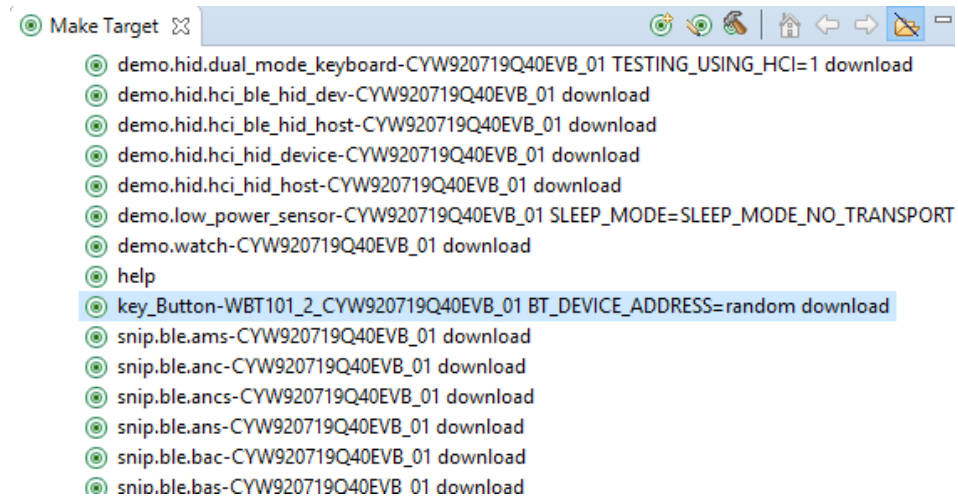 Make Target
demo.hid.dual_mode_keyboard-CYW920719Q40EVB_01 TESTING_USING_HCI=1 download
demo.hid.hci_ble_hid_dev-CYW920719Q40EVB_01 download
demo.hid.hci_ble_hid_host-CYW920719Q40EVB_01 download
demo.hid.hci_hid_device-CYW920719Q40EVB_01 download
demo.hid.hci_hid_host-CYW920719Q40EVB_01 download
demo.low_power_sensor-CYW920719Q40EVB_01 SLEEP_MODE=SLEEP_MODE_NO_TRANSPORT
demo.watch-CYW920719Q40EVB_01 download
help
key_Button-WBT101_2_CYW920719Q40EVB_01 BT_DEVICE_ADDRESS=random download
snip.ble.ams-CYW920719Q40EVB_01 download
snip.ble.anc-CYW920719Q40EVB_01 download
snip.ble.ancs-CYW920719Q40EVB_01 download
snip.ble.ans-CYW920719Q40EVB_01 download
snip.ble.bac-CYW920719Q40EVB_01 download
snip.ble.bas-CYW920719Q40EVB_01 download